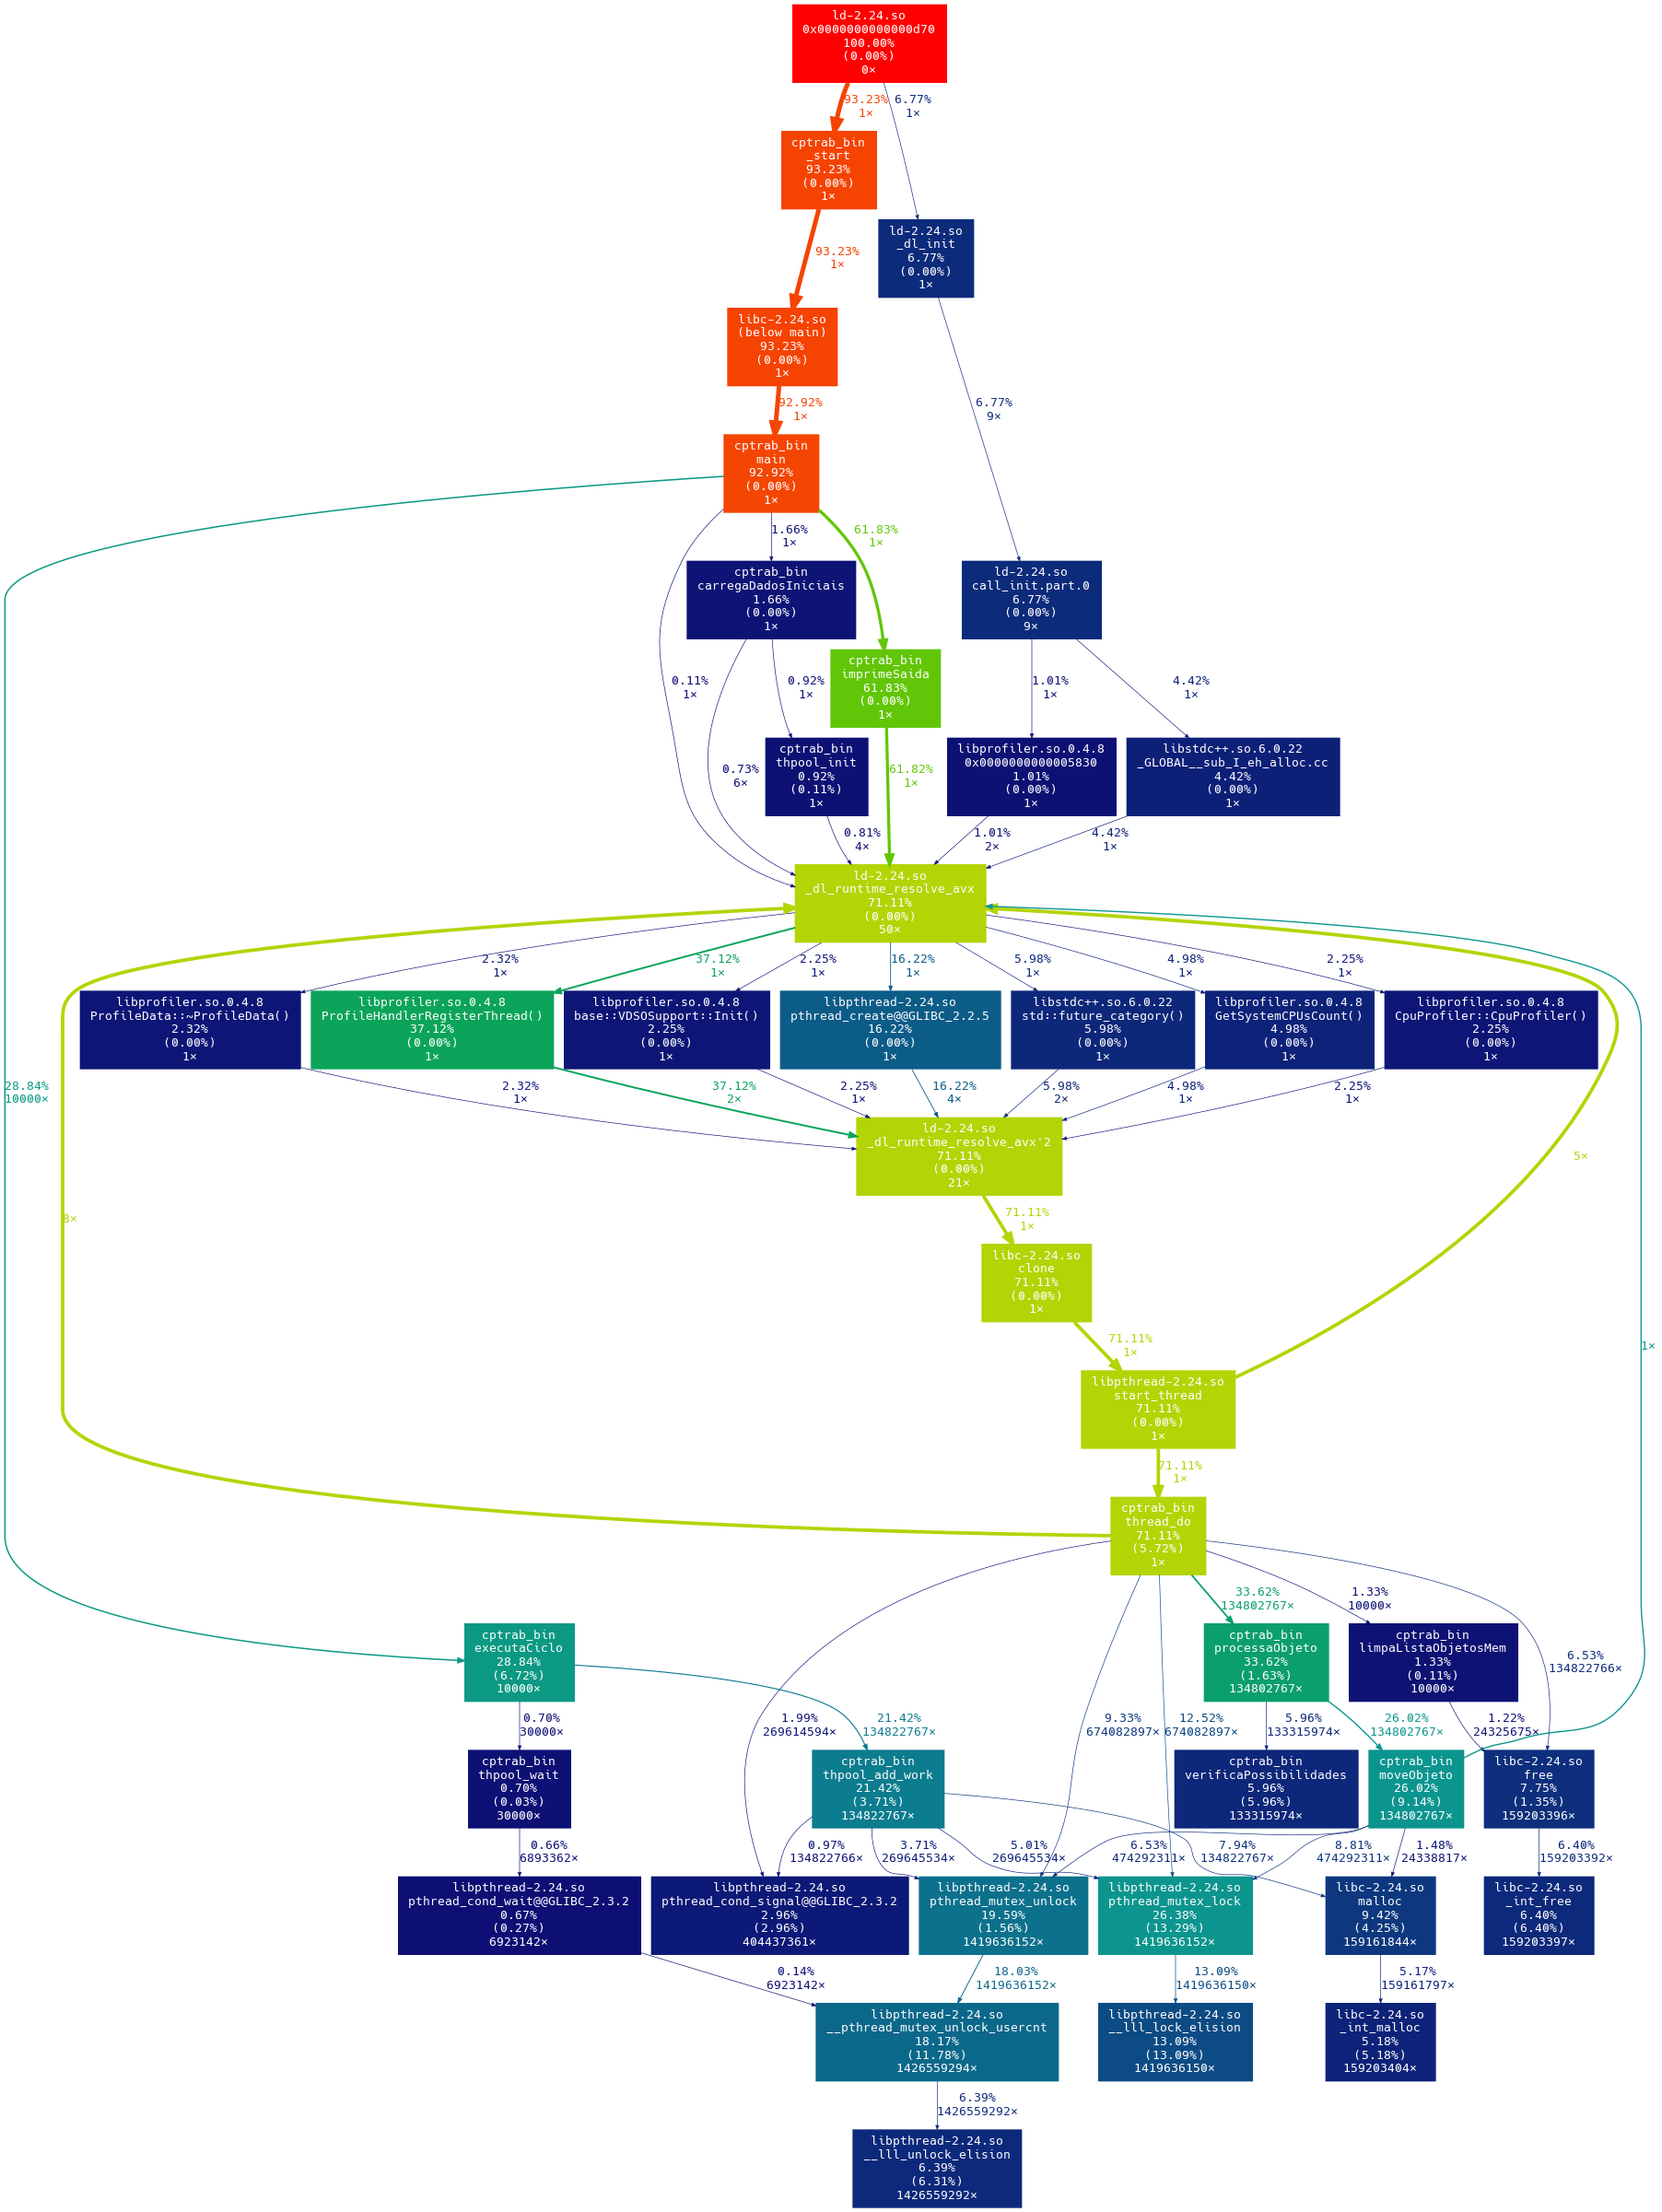 ld-2.24.so
0x0000000000000d70
100.00%
(0.00%)
0×
93.23%
1×
6.77%
1×
cptrab_bin
_start
93.23%
(0.00%)
1×
ld-2.24.so
_dl_init
6.77%
(0.00%)
1×
93.23%
1×
libc-2.24.so
(below main)
93.23%
(0.00%)
1×
92.92%
1×
6.77%
9×
cptrab_bin
main
92.92%
(0.00%)
1×
1.66%
1×
61.83%
1×
cptrab_bin
carregaDadosIniciais
1.66%
(0.00%)
1×
ld-2.24.so
call_init.part.0
6.77%
(0.00%)
9×
cptrab_bin
imprimeSaida
61.83%
(0.00%)
1×
0.11%
1×
0.92%
1×
1.01%
1×
4.42%
1×
0.73%
6×
cptrab_bin
thpool_init
0.92%
(0.11%)
1×
61.82%
1×
libprofiler.so.0.4.8
0x0000000000005830
1.01%
(0.00%)
1×
libstdc++.so.6.0.22
_GLOBAL__sub_I_eh_alloc.cc
4.42%
(0.00%)
1×
0.81%
4×
1.01%
2×
4.42%
1×
ld-2.24.so
_dl_runtime_resolve_avx
71.11%
(0.00%)
50×
2.32%
1×
37.12%
1×
2.25%
1×
16.22%
1×
5.98%
1×
4.98%
1×
2.25%
1×
libprofiler.so.0.4.8
ProfileData::~ProfileData()
2.32%
(0.00%)
1×
libprofiler.so.0.4.8
ProfileHandlerRegisterThread()
37.12%
(0.00%)
1×
libprofiler.so.0.4.8
base::VDSOSupport::Init()
2.25%
(0.00%)
1×
libpthread-2.24.so
pthread_create@@GLIBC_2.2.5
16.22%
(0.00%)
1×
libstdc++.so.6.0.22
std::future_category()
5.98%
(0.00%)
1×
libprofiler.so.0.4.8
GetSystemCPUsCount()
4.98%
(0.00%)
1×
libprofiler.so.0.4.8
CpuProfiler::CpuProfiler()
2.25%
(0.00%)
1×
28.84%
10000×
2.32%
1×
37.12%
2×
2.25%
1×
16.22%
4×
5.98%
2×
4.98%
1×
2.25%
1×
ld-2.24.so
_dl_runtime_resolve_avx'2
71.11%
(0.00%)
21×
5×
8×
71.11%
1×
libc-2.24.so
clone
71.11%
(0.00%)
1×
71.11%
1×
1×
libpthread-2.24.so
start_thread
71.11%
(0.00%)
1×
71.11%
1×
cptrab_bin
thread_do
71.11%
(5.72%)
1×
33.62%
134802767×
1.33%
10000×
cptrab_bin
executaCiclo
28.84%
(6.72%)
10000×
cptrab_bin
processaObjeto
33.62%
(1.63%)
134802767×
cptrab_bin
limpaListaObjetosMem
1.33%
(0.11%)
10000×
6.53%
134822766×
0.70%
30000×
1.99%
269614594×
21.42%
134822767×
9.33%
674082897×
12.52%
674082897×
5.96%
133315974×
26.02%
134802767×
1.22%
24325675×
cptrab_bin
thpool_wait
0.70%
(0.03%)
30000×
cptrab_bin
thpool_add_work
21.42%
(3.71%)
134822767×
cptrab_bin
verificaPossibilidades
5.96%
(5.96%)
133315974×
cptrab_bin
moveObjeto
26.02%
(9.14%)
134802767×
libc-2.24.so
free
7.75%
(1.35%)
159203396×
0.66%
6893362×
0.97%
134822766×
3.71%
269645534×
5.01%
269645534×
6.53%
474292311×
7.94%
134822767×
8.81%
474292311×
1.48%
24338817×
6.40%
159203392×
libpthread-2.24.so
pthread_cond_wait@@GLIBC_2.3.2
0.67%
(0.27%)
6923142×
libpthread-2.24.so
pthread_cond_signal@@GLIBC_2.3.2
2.96%
(2.96%)
404437361×
libpthread-2.24.so
pthread_mutex_unlock
19.59%
(1.56%)
1419636152×
libpthread-2.24.so
pthread_mutex_lock
26.38%
(13.29%)
1419636152×
libc-2.24.so
malloc
9.42%
(4.25%)
159161844×
libc-2.24.so
_int_free
6.40%
(6.40%)
159203397×
0.14%
6923142×
18.03%
1419636152×
13.09%
1419636150×
5.17%
159161797×
libpthread-2.24.so
__pthread_mutex_unlock_usercnt
18.17%
(11.78%)
1426559294×
libpthread-2.24.so
__lll_lock_elision
13.09%
(13.09%)
1419636150×
libc-2.24.so
_int_malloc
5.18%
(5.18%)
159203404×
6.39%
1426559292×
libpthread-2.24.so
__lll_unlock_elision
6.39%
(6.31%)
1426559292×